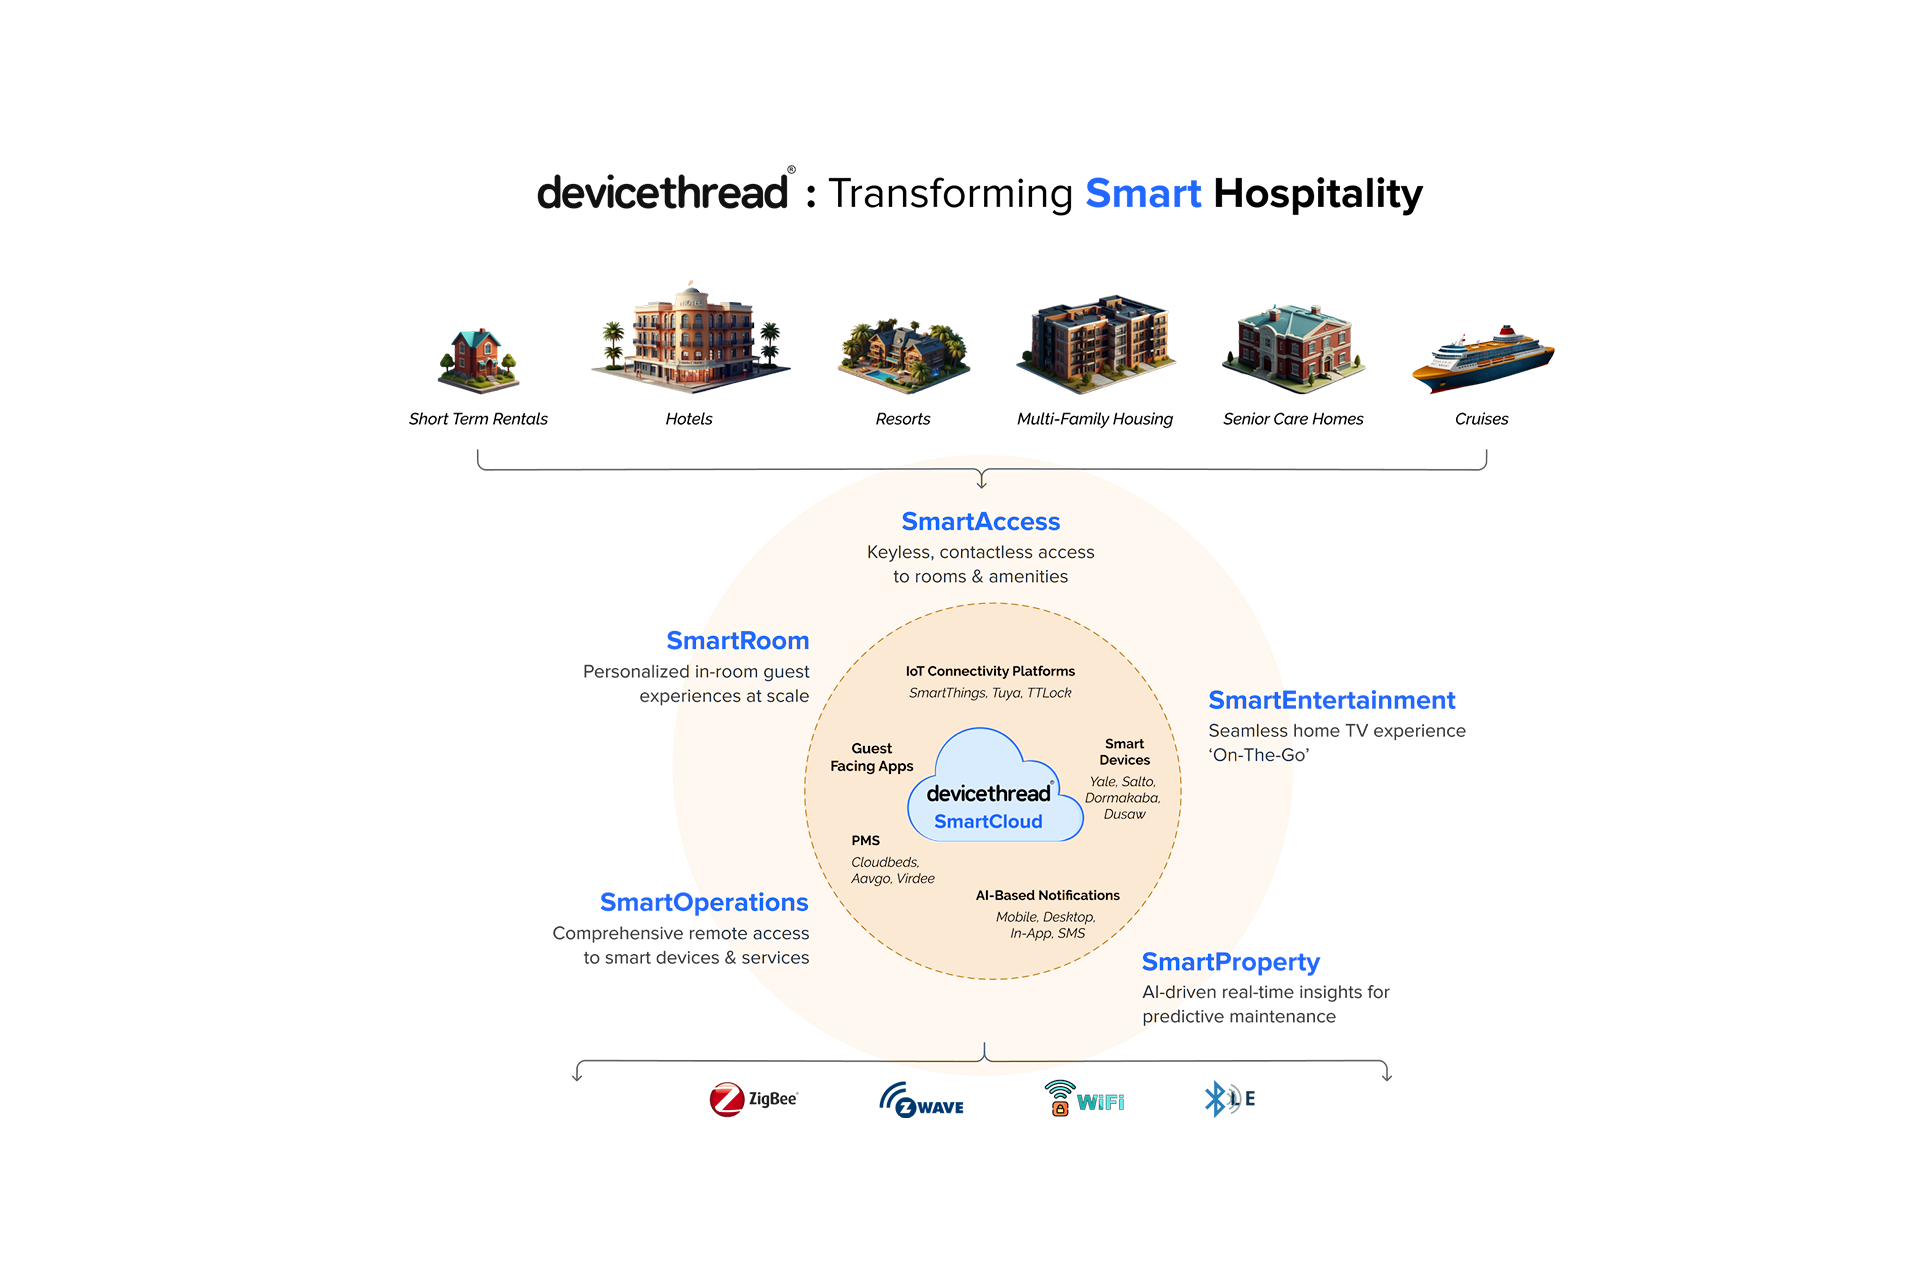 devicethread® : Transforming Smart Hospitality
Short Term Rentals
Hotels
Resorts
Multi-Family Housing
Senior Care Homes
Cruises
SmartAccess
Keyless, contactless access
to rooms & amenities
SmartRoom
Personalized in-room guest
experiences at scale
SmartEntertainment
Seamless home TV experience
‘On-The-Go’
IoT Connectivity Platforms
SmartThings, Tuya, TTLock
Guest
Facing Apps
Smart
Devices
Yale, Salto,
Dormakaba,
Dusaw
devicethread®
SmartCloud
PMS
Cloudbeds,
Aavgo, Virdee
AI-Based Notifications
Mobile, Desktop,
In-App, SMS
SmartOperations
Comprehensive remote access
to smart devices & services
SmartProperty
AI-driven real-time insights for
predictive maintenance
ZigBee®
Z WAVE
WiFi
LE